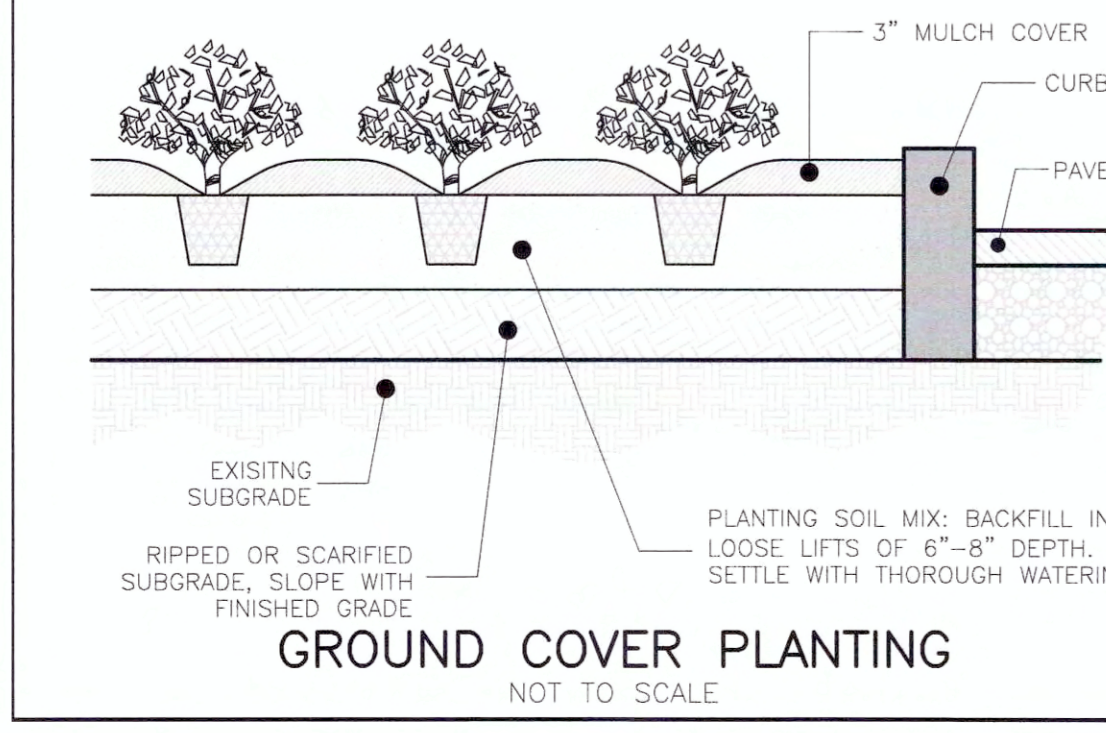 3" MULCH COVER
CURB
PAVE
EXISITNG
SUBGRADE
PLANTING SOIL MIX: BACKFILL IN
LOOSE LIFTS OF 6"-8" DEPTH.
SETTLE WITH THOROUGH WATERIN
RIPPED OR SCARIFIED
SUBGRADE, SLOPE WITH
FINISHED GRADE
GROUND COVER PLANTING
NOT TO SCALE